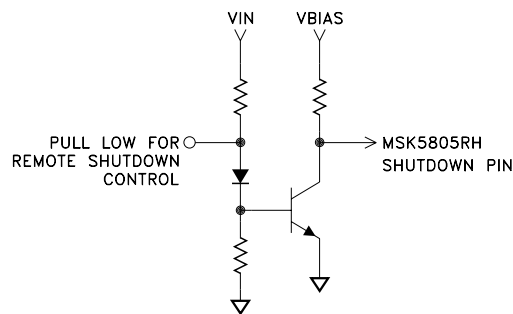 VIN
VBIAS
PULL LOW FOR
REMOTE SHUTDOWN
CONTROL
MSK5805RH
SHUTDOWN PIN